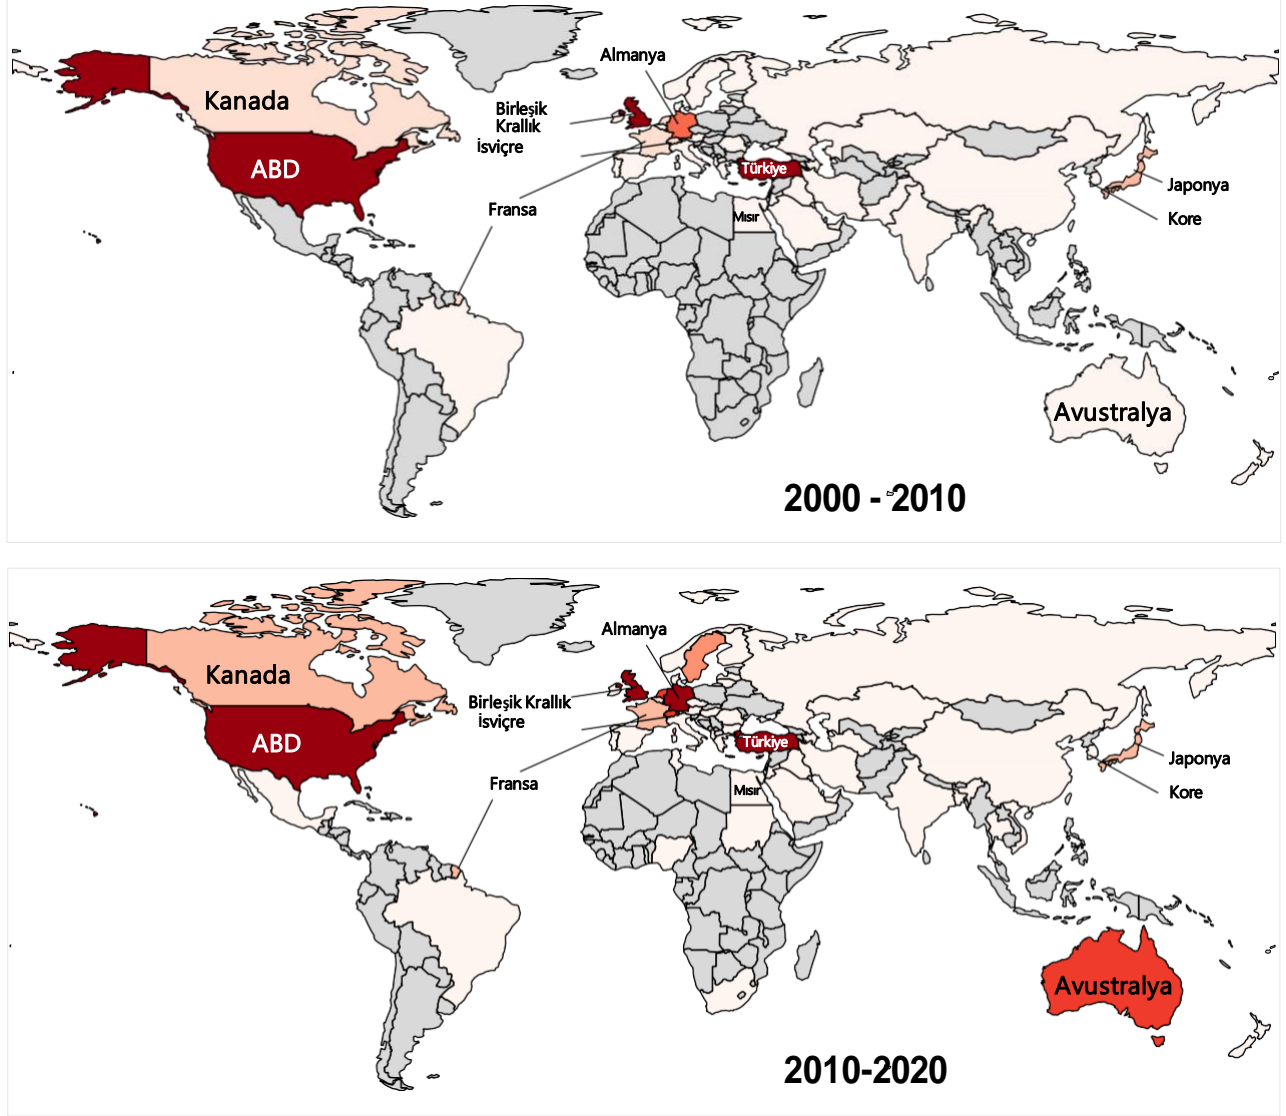 Almanya
Kanada
Birleşik
Krallık
İsviçre
ABD
Türkiye
Japonya
Fransa
Mısır
Kore
Avustralya
2000 - 2010
Almanya
Kanada
Birleşik Krallık
İsviçre
ABD
Türkiye
Japonya
Fransa
Mısır
Kore
Avustralya
2010-2020